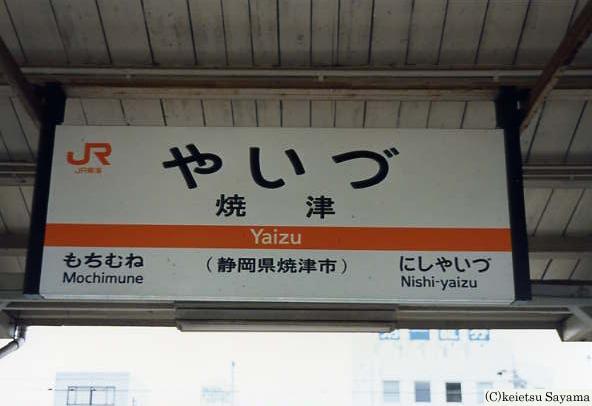 JR
JR東海
やいづ
焼津
Yaizu
もちむね
Mochimune
(静岡県焼津市)
にしやいづ
Nishi-yaizu
(C)keietsu Sayama